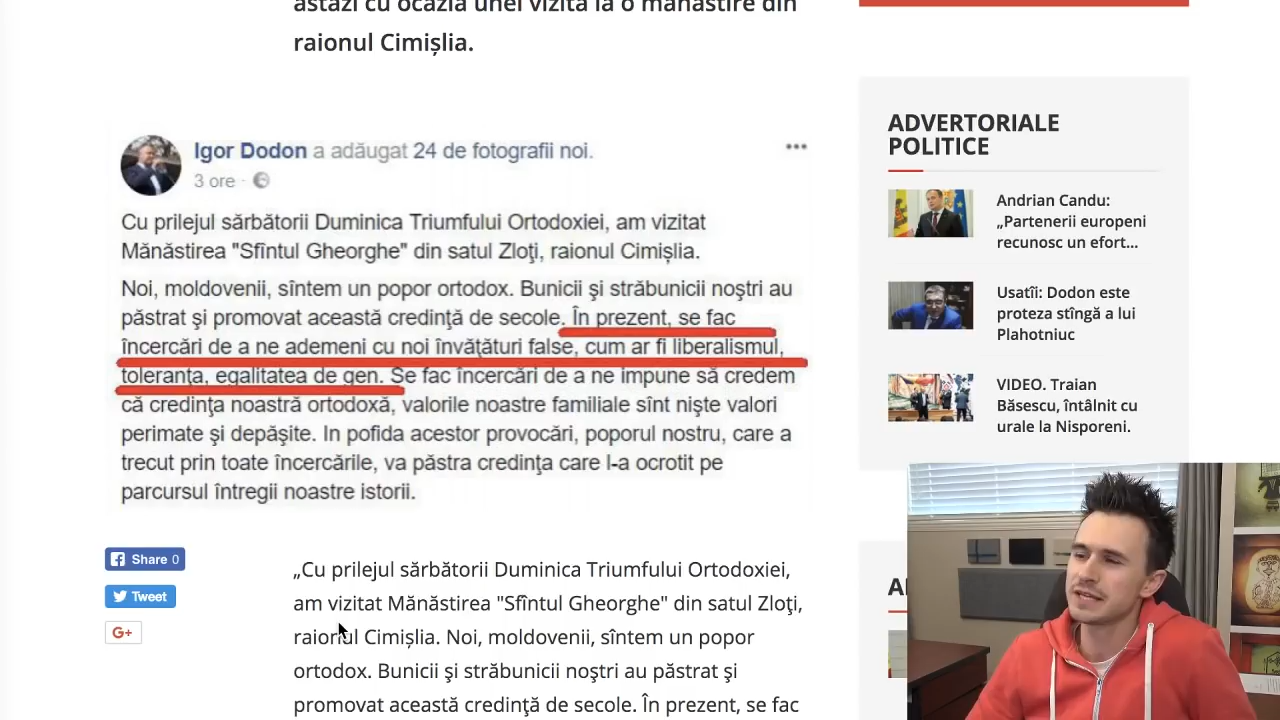 astăzi cu ocazia unei vizita la o mănăstire din
raionul Cimișlia.
Igor Dodon a adăugat 24 de fotografii noi.
3 ore ·
Cu prilejul sărbătorii Duminica Triumfului Ortodoxiei, am vizitat
Mănăstirea "Sfîntul Gheorghe" din satul Zloţi, raionul Cimişlia.
Noi, moldovenii, sîntem un popor ortodox. Bunicii şi străbunicii noştri au
păstrat şi promovat această credinţă de secole. În prezent, se fac
încercări de a ne ademeni cu noi învăţături false, cum ar fi liberalismul,
toleranţa, egalitatea de gen. Se fac încercări de a ne impune să credem
că credinţa noastră ortodoxă, valorile noastre familiale sînt nişte valori
perimate şi depăşite. In pofida acestor provocări, poporul nostru, care a
trecut prin toate încercările, va păstra credinţa care l-a ocrotit pe
parcursul întregii noastre istorii.
Share 0
Tweet
G+
„Cu prilejul sărbătorii Duminica Triumfului Ortodoxiei,
am vizitat Mănăstirea "Sfîntul Gheorghe" din satul Zloţi,
raionul Cimişlia. Noi, moldovenii, sîntem un popor
ortodox. Bunicii şi străbunicii noştri au păstrat şi
promovat această credinţă de secole. În prezent, se fac
ADVERTORIALE
POLITICE
Andrian Candu:
„Partenerii europeni
recunosc un efort...
Usatîi: Dodon este
proteza stîngă a lui
Plahotniuc
VIDEO. Traian
Băsescu, întâlnit cu
urale la Nisporeni.